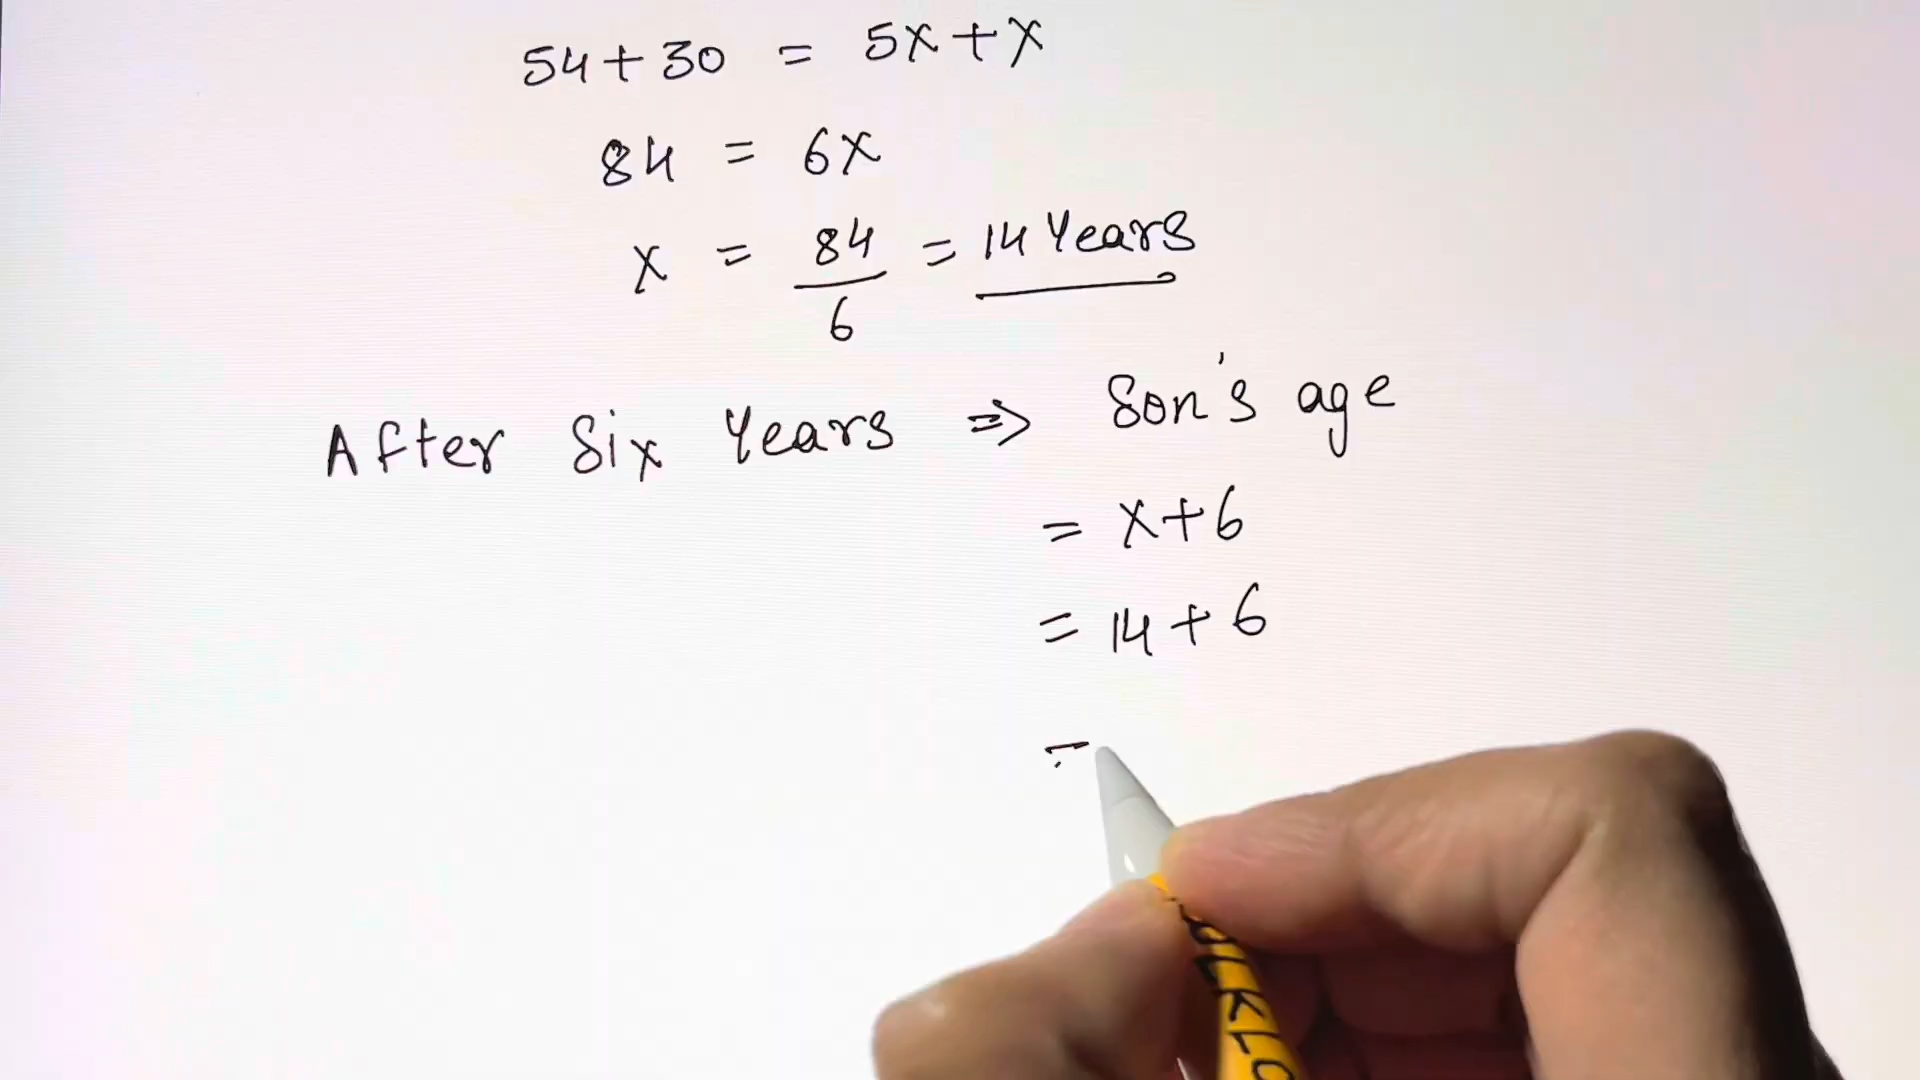 54 + 30 = 5x + x
84 = 6x
x = 84/6 = 14 Years
After Six Years ⇒ Son's age
= x + 6
= 14 + 6
=